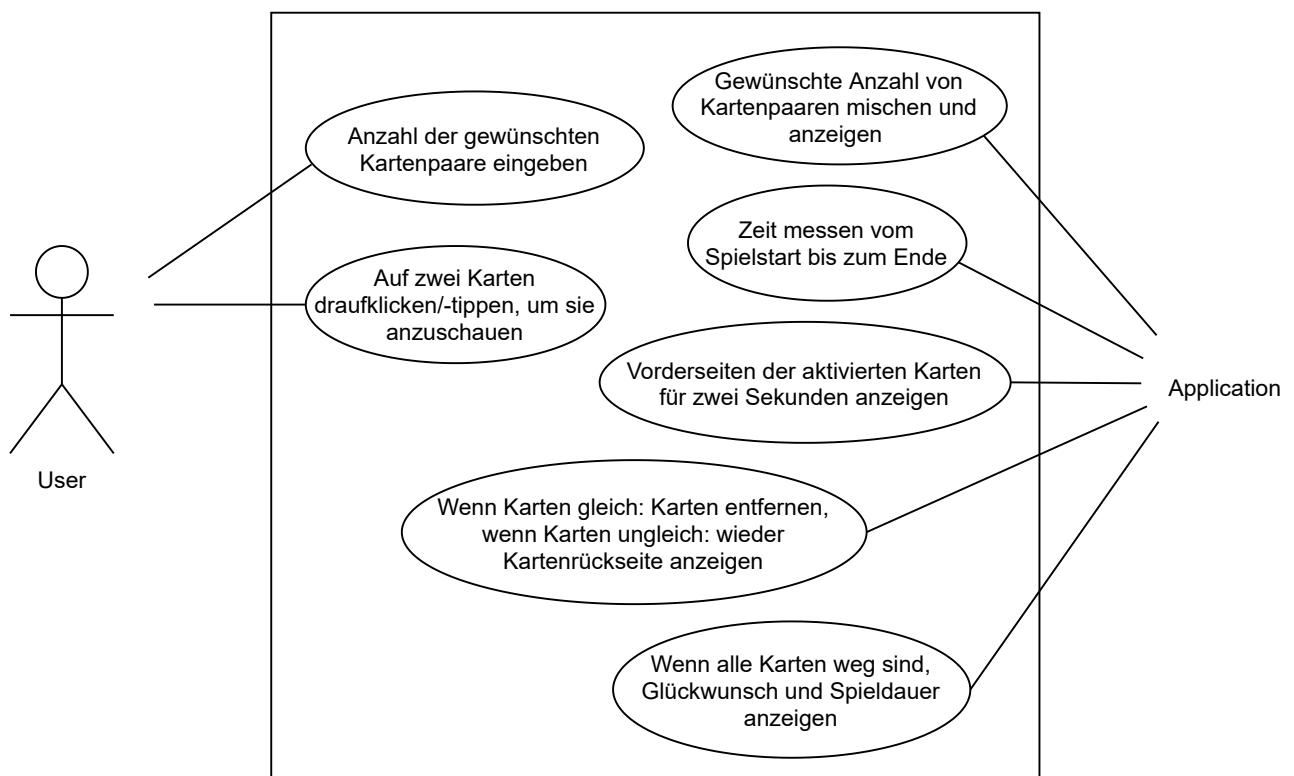 Gewünschte Anzahl von
Kartenpaaren mischen und
anzeigen
Anzahl der gewünschten
Kartenpaare eingeben
Zeit messen vom
Spielstart bis zum Ende
Auf zwei Karten
draufklicken/-tippen, um sie
anzuschauen
Vorderseiten der aktivierten Karten
für zwei Sekunden anzeigen
Application
User
Wenn Karten gleich: Karten entfernen,
wenn Karten ungleich: wieder
Kartenrückseite anzeigen
Wenn alle Karten weg sind,
Glückwunsch und Spieldauer
anzeigen